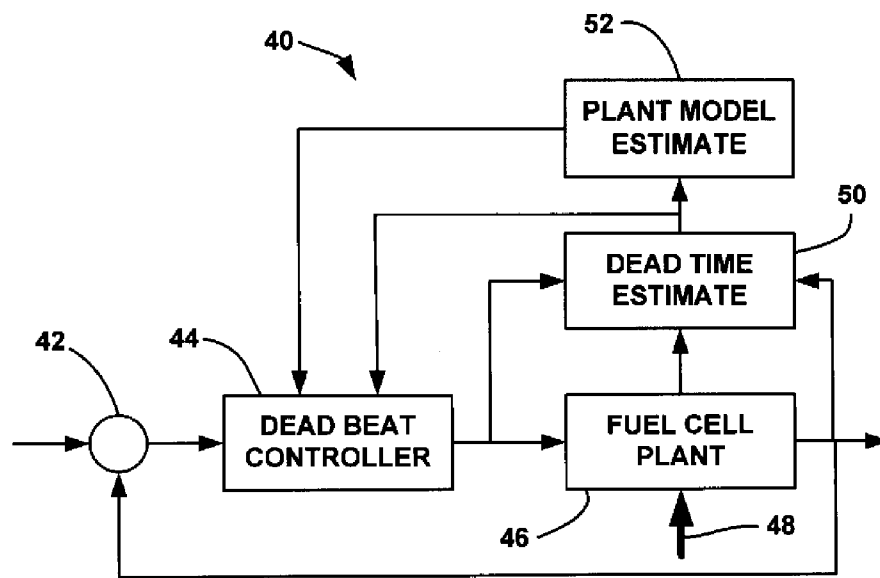 40
52
PLANT MODEL
ESTIMATE
50
DEAD TIME
ESTIMATE
42
44
DEAD BEAT
CONTROLLER
FUEL CELL
PLANT
46
48